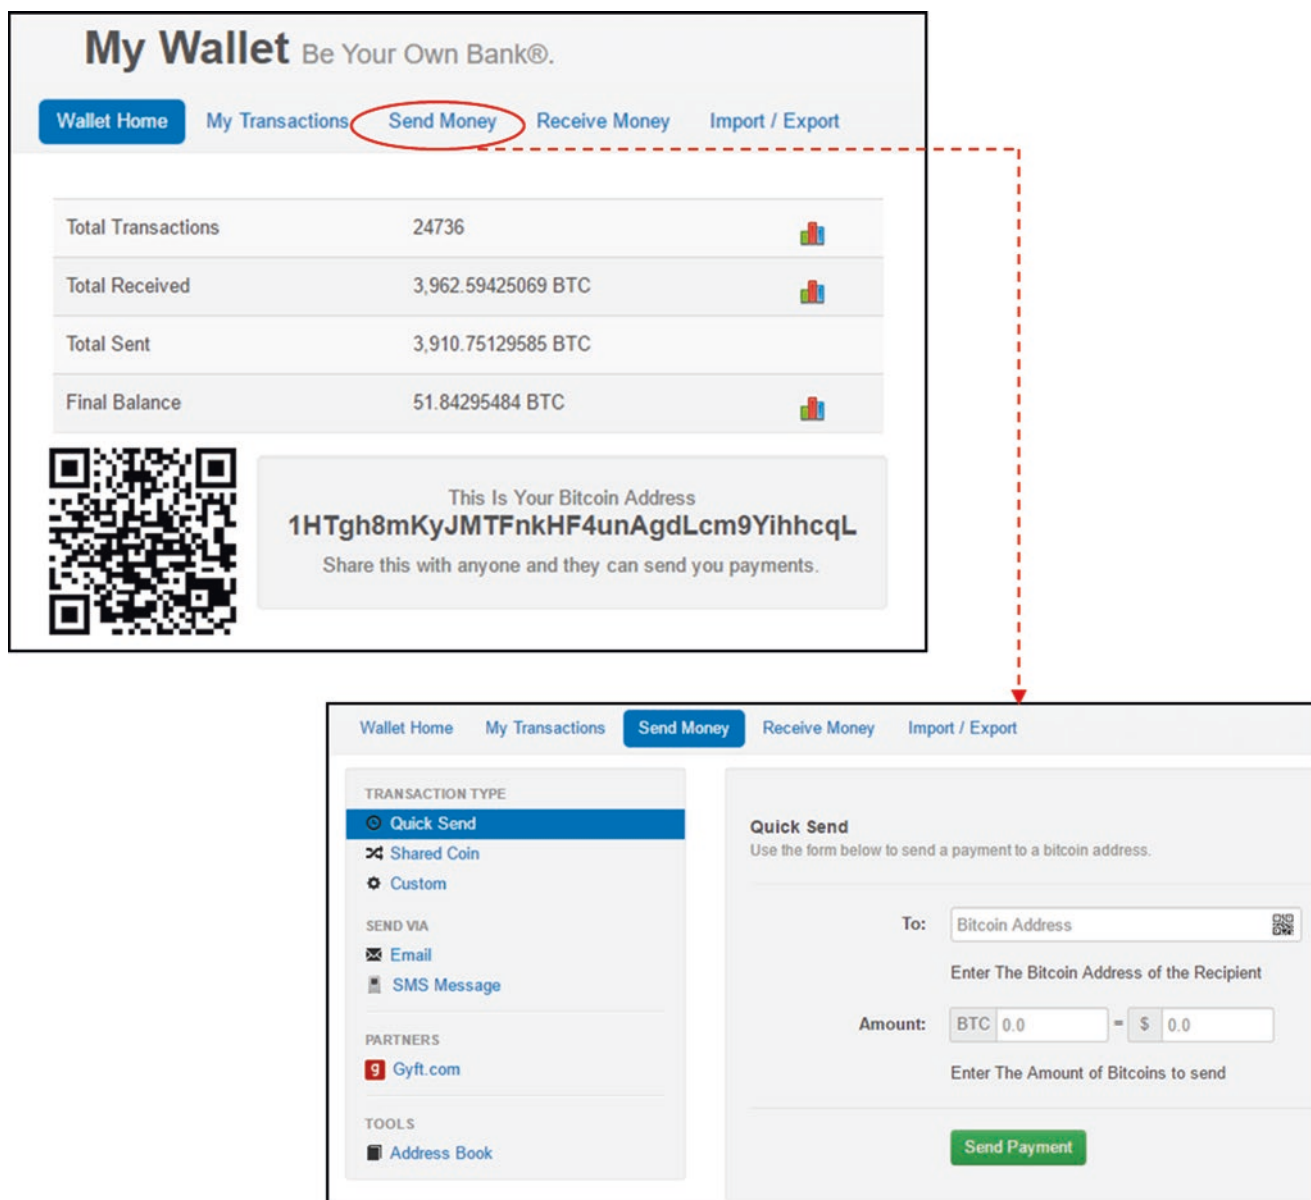 My Wallet Be Your Own Bank®.
Wallet Home My Transactions Send Money Receive Money Import / Export
Total Transactions 24736
Total Received 3,962.59425069 BTC
Total Sent 3,910.75129585 BTC
Final Balance 51.84295484 BTC
This Is Your Bitcoin Address
1HTgh8mKyJMTFnkHF4unAgdLcm9YihhcqL
Share this with anyone and they can send you payments.
Wallet Home My Transactions Send Money Receive Money Import / Export
TRANSACTION TYPE
Quick Send
Shared Coin
Custom
SEND VIA
Email
SMS Message
PARTNERS
g Gyft.com
TOOLS
Address Book
Quick Send
Use the form below to send a payment to a bitcoin address.
To: Bitcoin Address
Enter The Bitcoin Address of the Recipient
Amount: BTC 0.0 = $ 0.0
Enter The Amount of Bitcoins to send
Send Payment